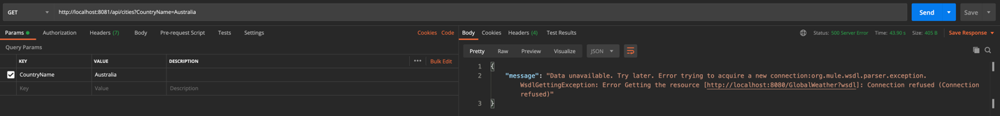 GET http://localhost:8081/api/cities?CountryName=Australia Send Save
Params Authorization Headers (7) Body Pre-request Script Tests Settings Cookies Code
Query Params
KEY VALUE DESCRIPTION ••• Bulk Edit
CountryName Australia
Key Value Description
Body Cookies Headers (4) Test Results Status: 500 Server Error Time: 43.90 s Size: 405 B Save Response
Pretty Raw Preview Visualize JSON
1 {
2 "message": "Data unavailable. Try later. Error trying to acquire a new connection:org.mule.wsdl.parser.exception.
WsdlGettingException: Error Getting the resource [http://localhost:8080/GlobalWeather?wsdl]: Connection refused (Connection
refused)"
3 }